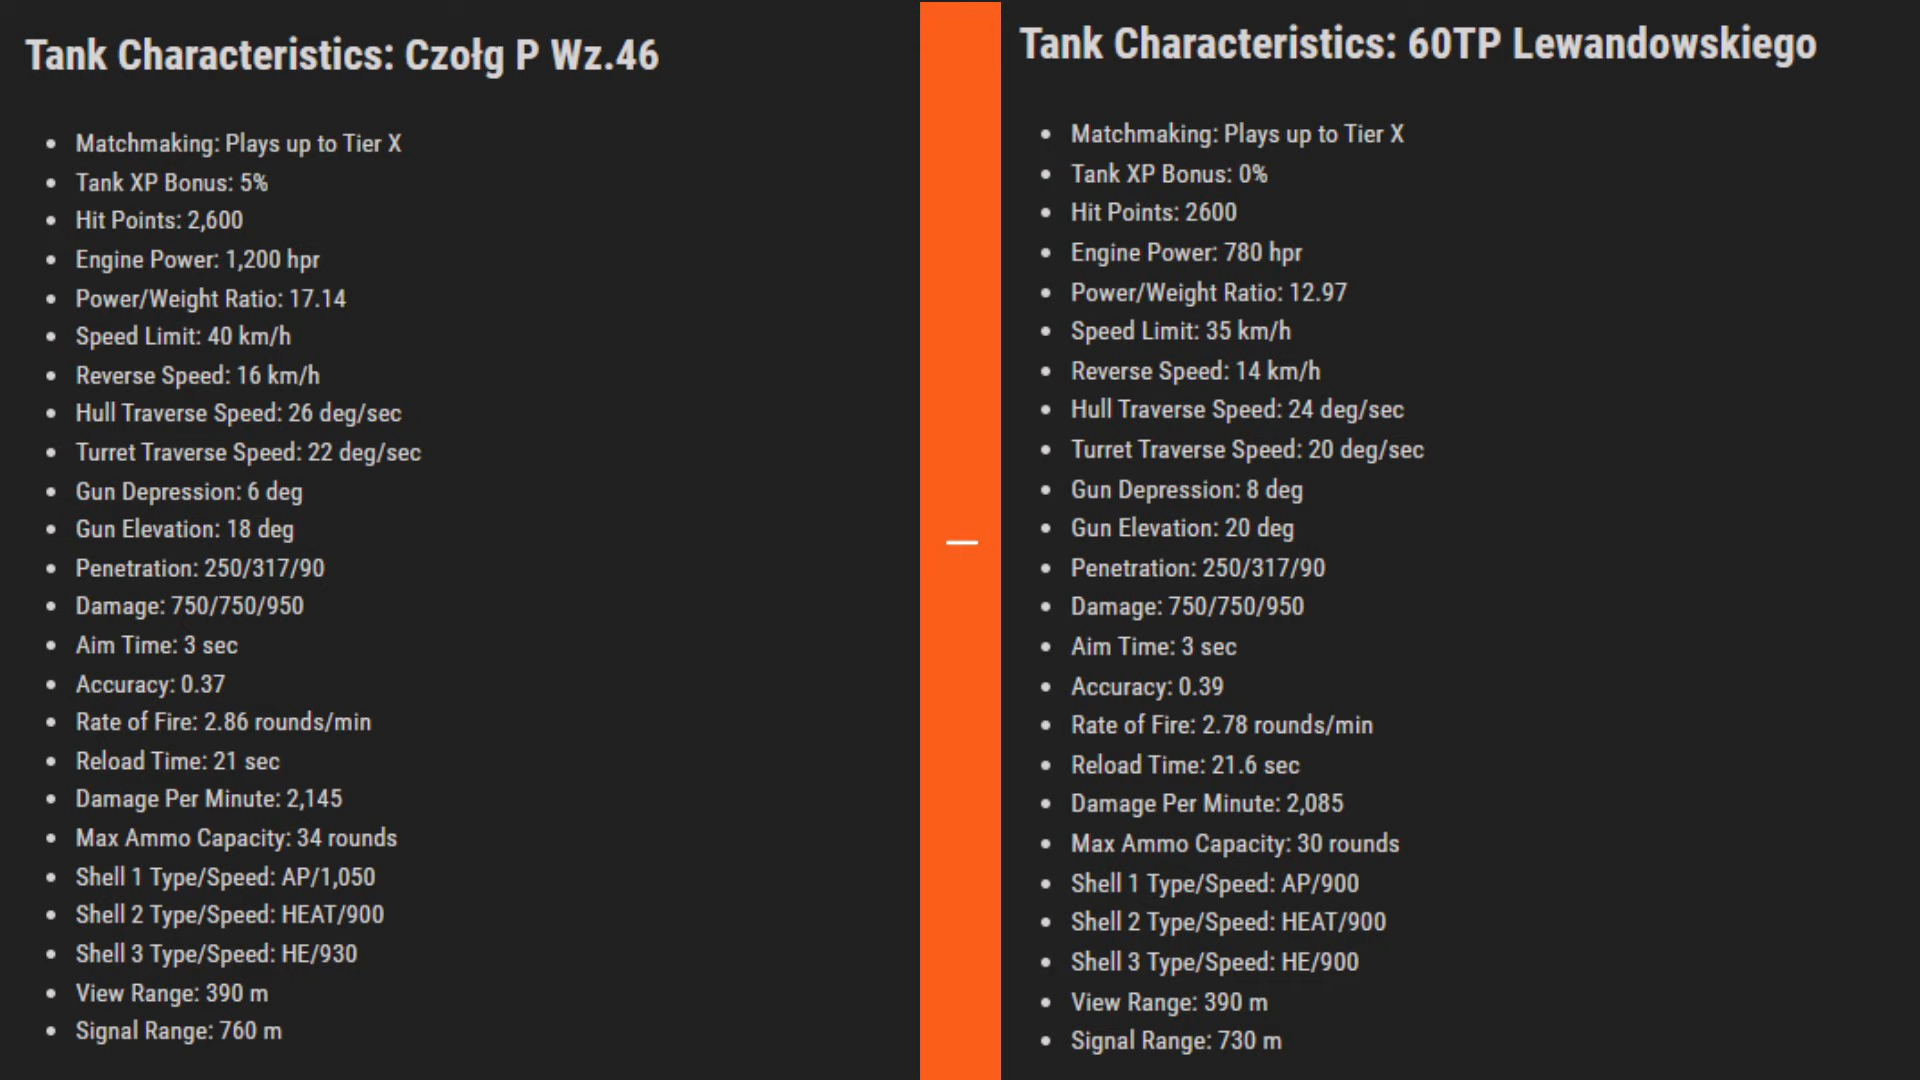 Tank Characteristics: Czołg P Wz.46
Matchmaking: Plays up to Tier X
Tank XP Bonus: 5%
Hit Points: 2,600
Engine Power: 1,200 hpr
Power/Weight Ratio: 17.14
Speed Limit: 40 km/h
Reverse Speed: 16 km/h
Hull Traverse Speed: 26 deg/sec
Turret Traverse Speed: 22 deg/sec
Gun Depression: 6 deg
Gun Elevation: 18 deg
Penetration: 250/317/90
Damage: 750/750/950
Aim Time: 3 sec
Accuracy: 0.37
Rate of Fire: 2.86 rounds/min
Reload Time: 21 sec
Damage Per Minute: 2,145
Max Ammo Capacity: 34 rounds
Shell 1 Type/Speed: AP/1,050
Shell 2 Type/Speed: HEAT/900
Shell 3 Type/Speed: HE/930
View Range: 390 m
Signal Range: 760 m
Tank Characteristics: 60TP Lewandowskiego
Matchmaking: Plays up to Tier X
Tank XP Bonus: 0%
Hit Points: 2600
Engine Power: 780 hpr
Power/Weight Ratio: 12.97
Speed Limit: 35 km/h
Reverse Speed: 14 km/h
Hull Traverse Speed: 24 deg/sec
Turret Traverse Speed: 20 deg/sec
Gun Depression: 8 deg
Gun Elevation: 20 deg
Penetration: 250/317/90
Damage: 750/750/950
Aim Time: 3 sec
Accuracy: 0.39
Rate of Fire: 2.78 rounds/min
Reload Time: 21.6 sec
Damage Per Minute: 2,085
Max Ammo Capacity: 30 rounds
Shell 1 Type/Speed: AP/900
Shell 2 Type/Speed: HEAT/900
Shell 3 Type/Speed: HE/900
View Range: 390 m
Signal Range: 730 m